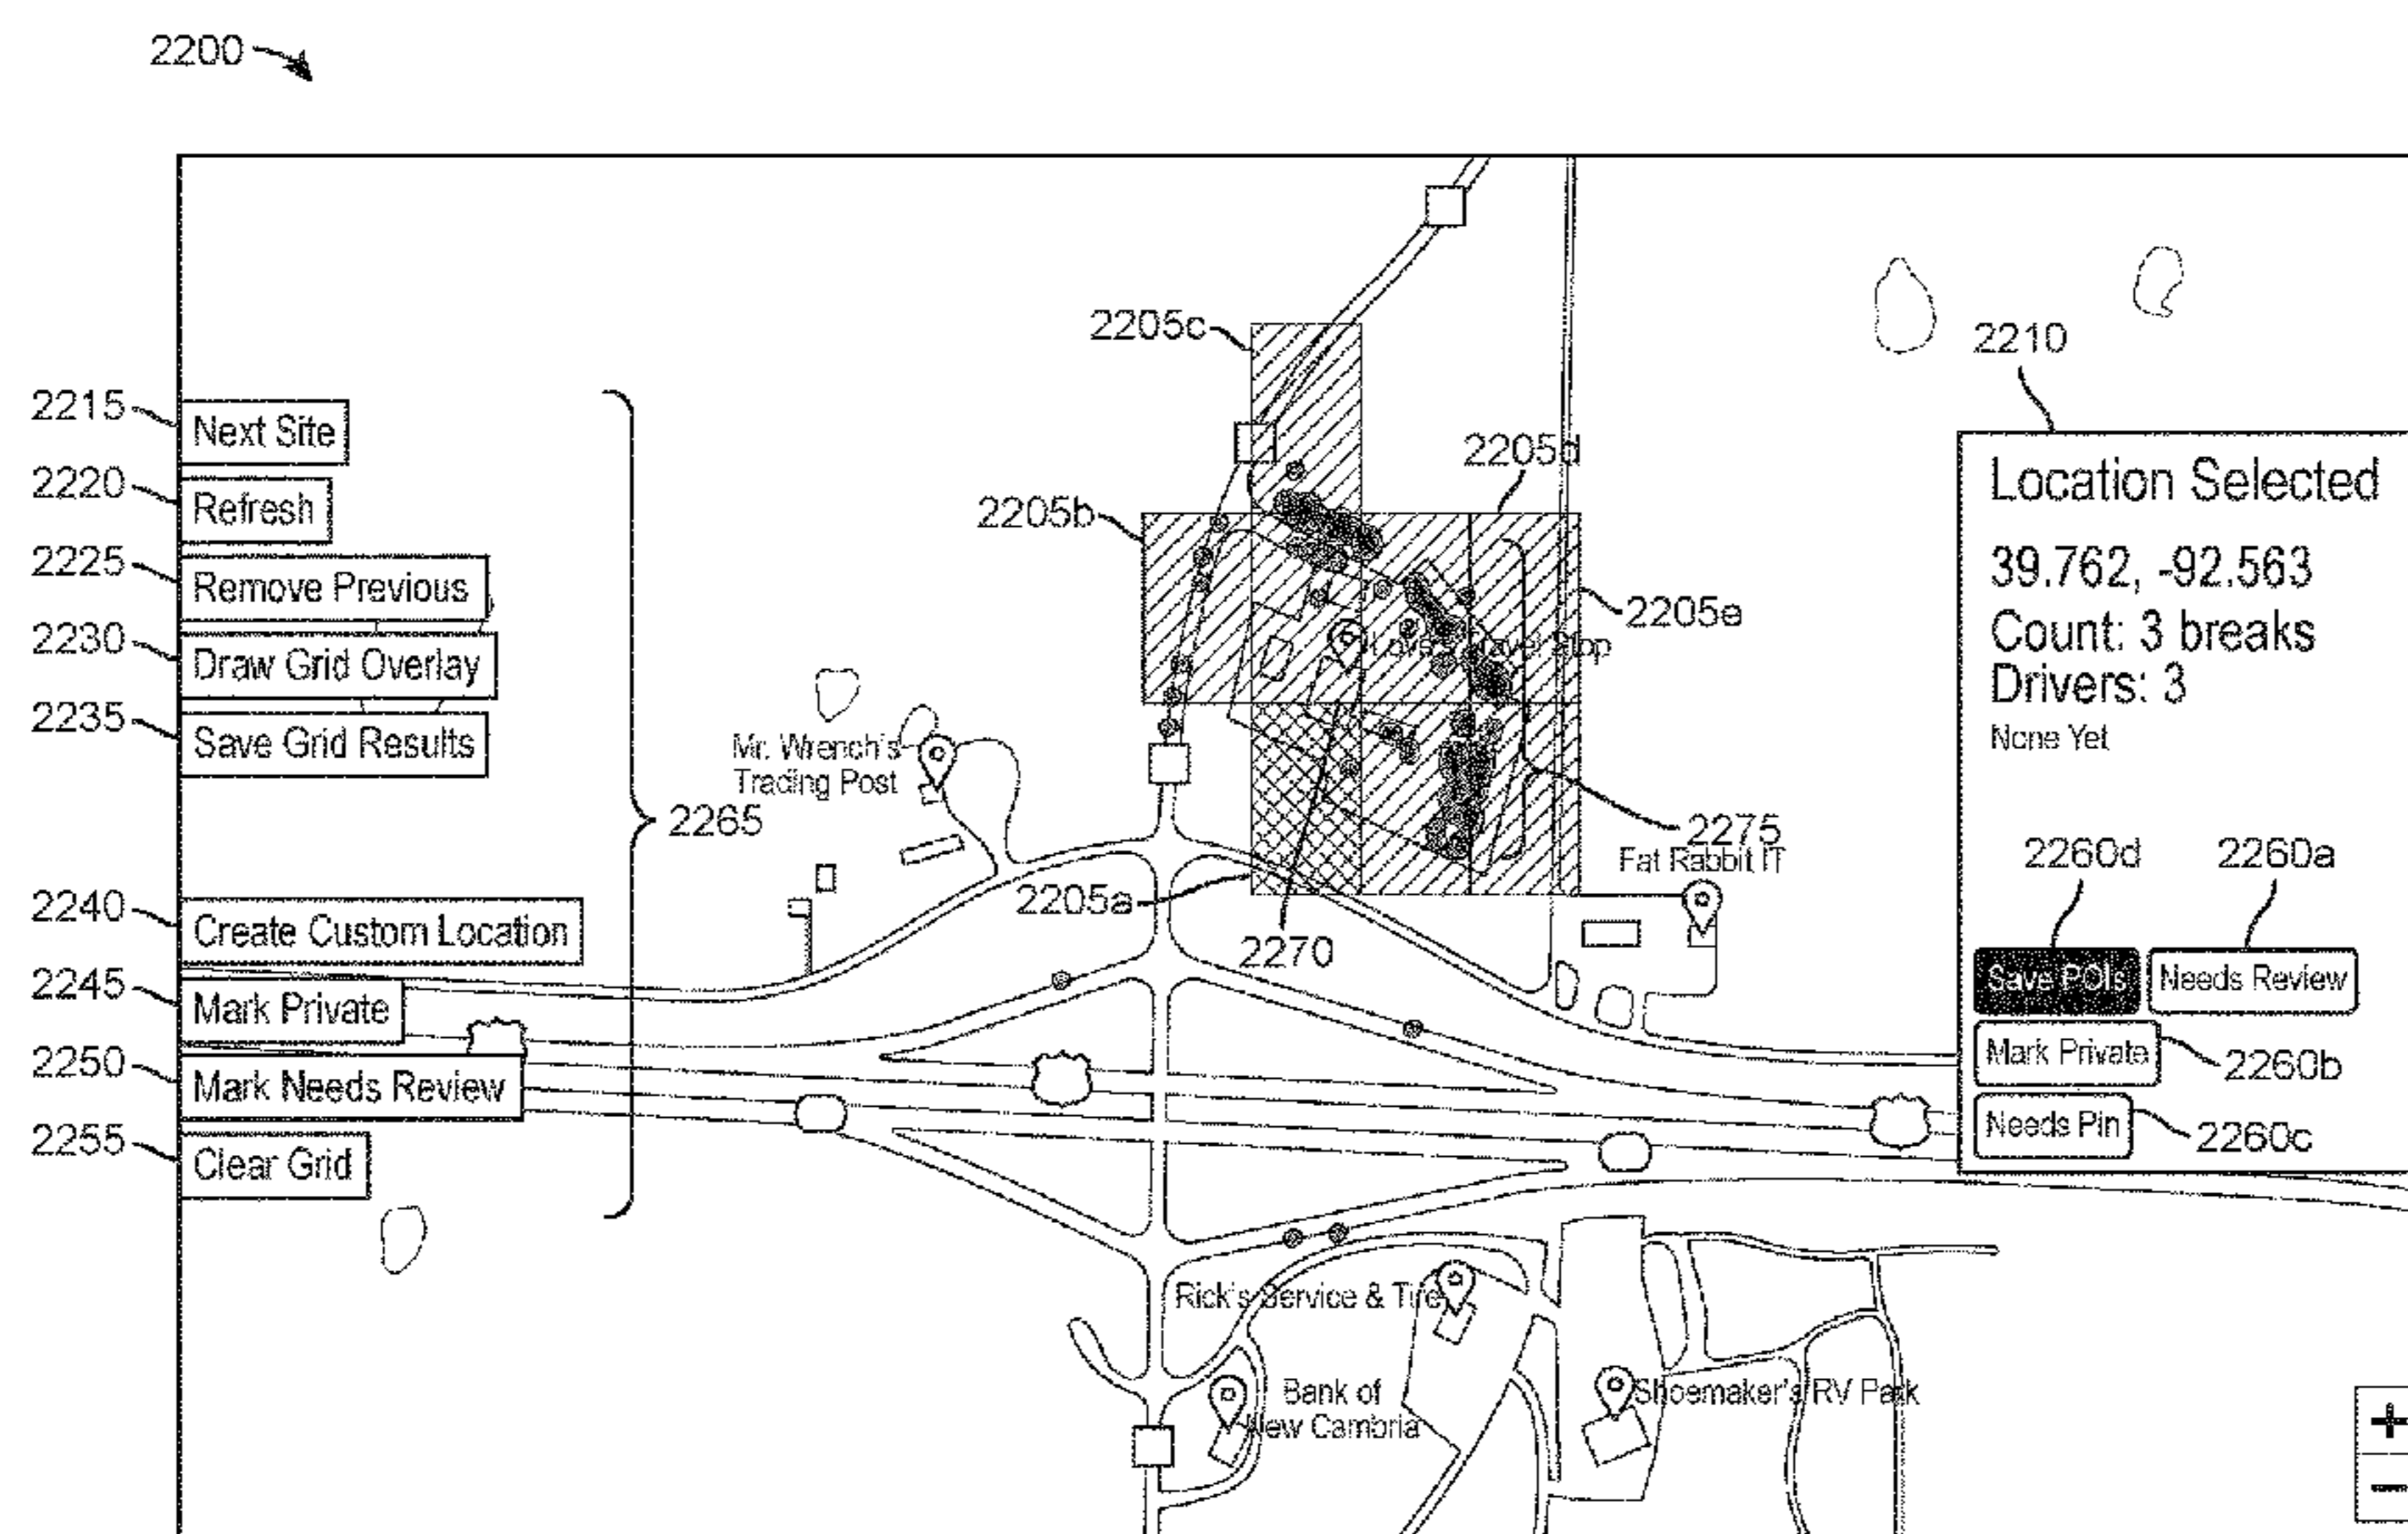 2200
2205c
2210
2215
Next Site
2205d
Location Selected
2220
Refresh
2205b
39.762, -92.563
2225
Remove Previous
2205e
Count: 3 breaks
2230
Draw Grid Overlay
Love's Travel Stop
Drivers: 3
2235
Save Grid Results
None Yet
Mr. Wrench's
Trading Post
2265
2275
Fat Rabbit IT
2260d
2260a
2240
Create Custom Location
2205a
2270
Save POIs
Needs Review
2245
Mark Private
Mark Private
2260b
2250
Mark Needs Review
Needs Pin
2260c
2255
Clear Grid
Rick's Service & Tire
Bank of
New Cambria
Shoemaker's RV Park
+
−